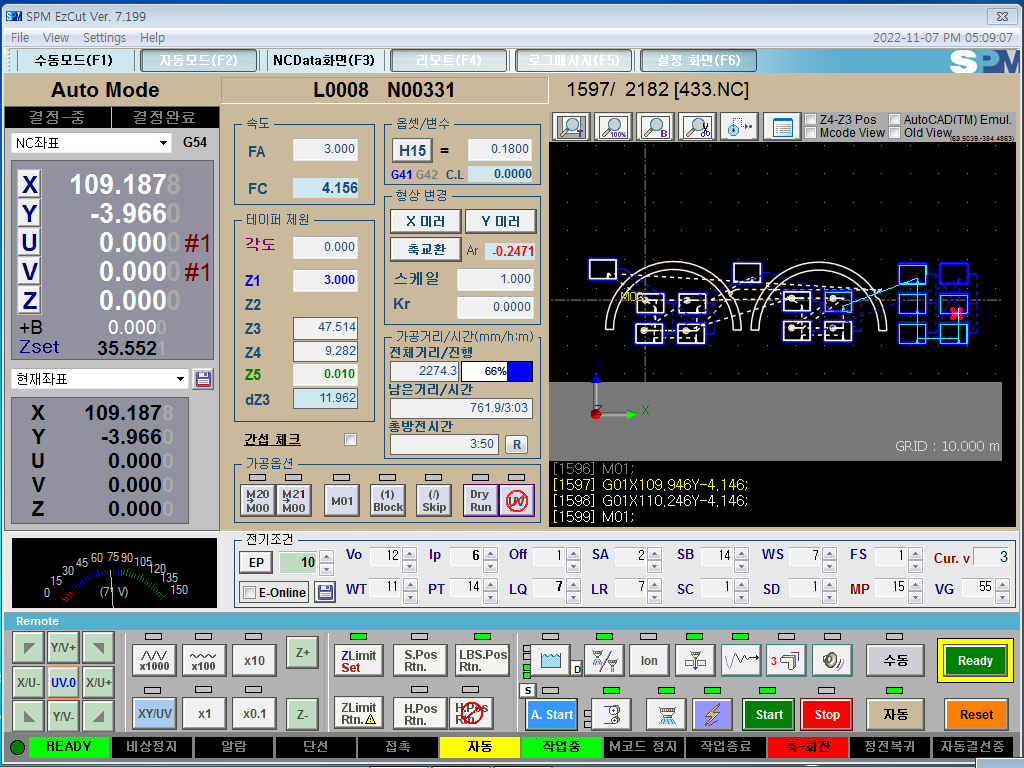 SPM EzCut Ver. 7.199
File View Settings Help
2022-11-07 PM 05:09:07
수동모드(F1) 자동모드(F2) NCData화면(F3) 리모트(F4) 로그메시지(F5) 설정 화면(F6)
SPM
Auto Mode
L0008 N00331
1597/ 2182 [433.NC]
결정-중 결정완료
NC좌표 G54
X 109.1878
Y -3.9660
U 0.0000 #1
V 0.0000 #1
Z 0.0000
+B 0.0000
Zset 35.5521
현재좌표
X 109.1878
Y -3.9660
U 0.0000
V 0.0000
Z 0.0000
속도
FA 3.000
FC 4.156
테이퍼 제원
각도 0.000
Z1 3.000
Z2
Z3 47.514
Z4 9.282
Z5 0.010
dZ3 11.962
간섭 체크
옵셋/변수
H15 = 0.1800
G41 G42 C.L 0.0000
형상 변경
X 미러 Y 미러
축교환 Ar -0.2471
스케일 1.000
Kr 0.0000
가공거리/시간(mm/h:m)
전체거리/진행
2274.3 66%
남은거리/시간
761.9/3:03
총방전시간
3:50 R
가공옵션
M20→M00 M21→M00 M01 (1) Block (/) Skip Dry Run UV
T 100% B
Z4-Z3 Pos AutoCAD(TM) Emul.
Mcode View Old View
(69.5039,-384.4863)
M06
Y
Z X
GRID : 10.000 m
[1596] M01;
[1597] G01X109,946Y-4,146;
[1598] G01X110,246Y-4,146;
[1599] M01;
0 15 30 45 60 75 90 105 120 135 150
(71 V)
전기조건
EP 10 Vo 12 Ip 6 Off 1 SA 2 SB 14 WS 7 FS 1 Cur. v 3
E-Online WT 11 PT 14 LQ 7 LR 7 SC 1 SD 1 MP 15 VG 55
Remote
Y/V+
X/U- UV.0 X/U+
Y/V-
x1000 x100 x10 Z+
XY/UV x1 x0.1 Z-
ZLimit Set S.Pos Rtn. LBS.Pos Rtn.
ZLimit Rtn. H.Pos Rtn. H.Pos Rtn.
D Ion 3 수동 Ready
S A. Start Start Stop 자동 Reset
READY 비상정지 알람 단선 접촉 자동 작업중 M코드 정지 작업종료 축-회전 정전복귀 자동결선중